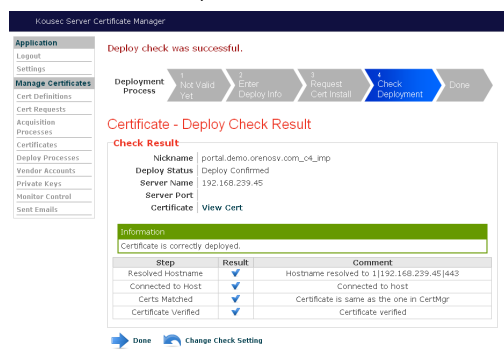 Kousec Server Certificate Manager
Application
Logout
Settings
Manage Certificates
Cert Definitions
Cert Requests
Acquisition
Processes
Certificates
Deploy Processes
Vendor Accounts
Private Keys
Monitor Control
Sent Emails
Deploy check was successful.
Deployment
Process
1
Not Valid
Yet
2
Enter
Deploy Info
3
Request
Cert Install
4
Check
Deployment
Done
Certificate - Deploy Check Result
Check Result
Nickname portal.demo.orenosv.com_c4_imp
Deploy Status Deploy Confirmed
Server Name 192.168.239.45
Server Port
Certificate View Cert
Information
Certificate is correctly deployed.
Step Result Comment
Resolved Hostname Hostname resolved to 1|192.168.239.45|443
Connected to Host Connected to host
Certs Matched Certificate is same as the one in CertMgr
Certificate Verified Certificate verified
Done Change Check Setting